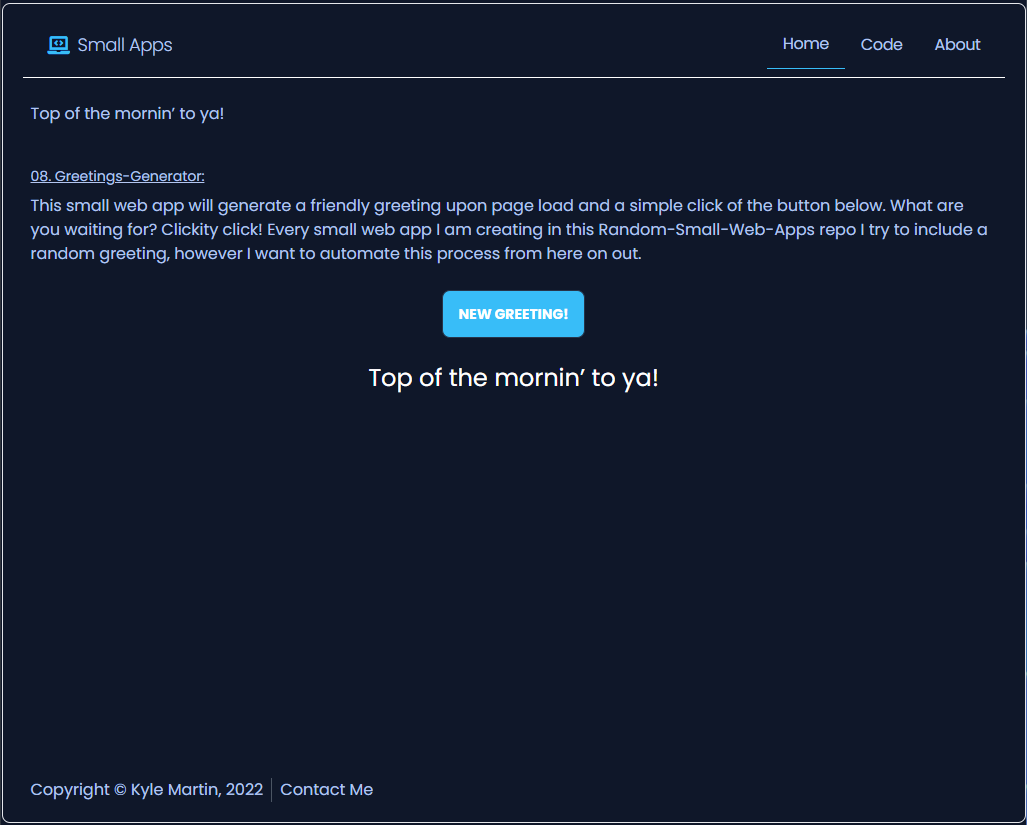 Small Apps
Home
Code
About
Top of the mornin’ to ya!
08. Greetings-Generator:
This small web app will generate a friendly greeting upon page load and a simple click of the button below. What are
you waiting for? Clickity click! Every small web app I am creating in this Random-Small-Web-Apps repo I try to include a
random greeting, however I want to automate this process from here on out.
NEW GREETING!
Top of the mornin’ to ya!
Copyright © Kyle Martin, 2022
Contact Me